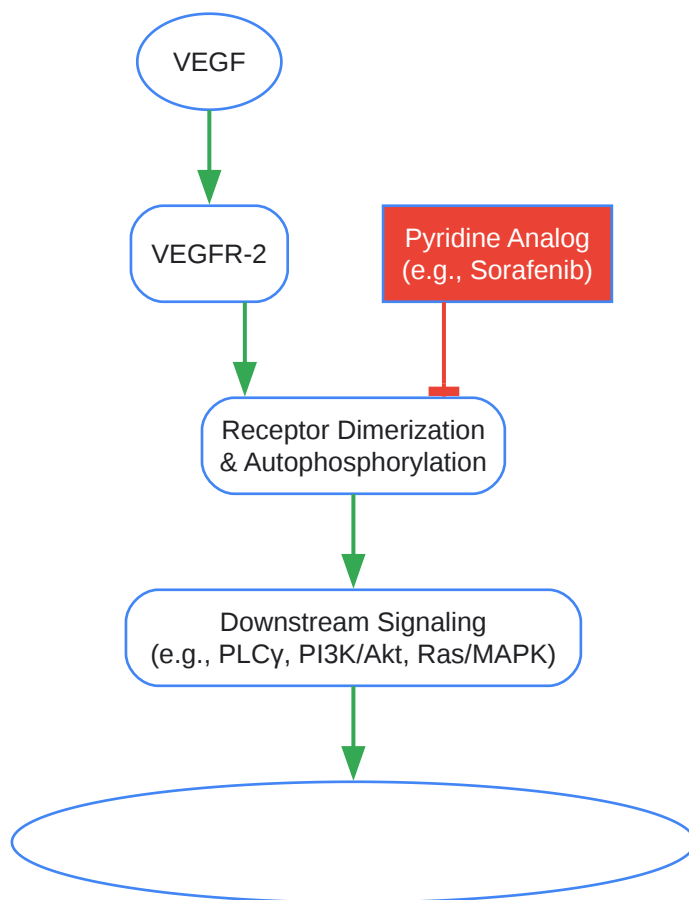 VEGF
VEGFR-2
Pyridine Analog
(e.g., Sorafenib)
Receptor Dimerization
& Autophosphorylation
Downstream Signaling
(e.g., PLCγ, PI3K/Akt, Ras/MAPK)